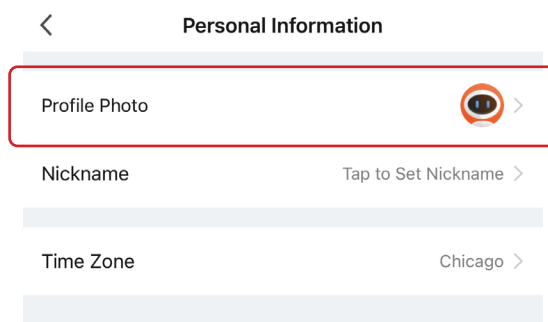 Personal Information
Profile Photo
Nickname Tap to Set Nickname
Time Zone Chicago